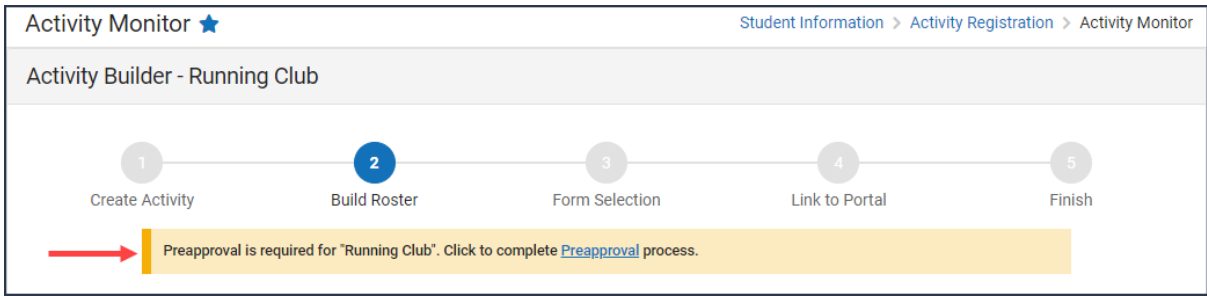 Activity Monitor
Student Information > Activity Registration > Activity Monitor
Activity Builder - Running Club
1
2
3
4
5
Create Activity
Build Roster
Form Selection
Link to Portal
Finish
Preapproval is required for "Running Club". Click to complete Preapproval process.